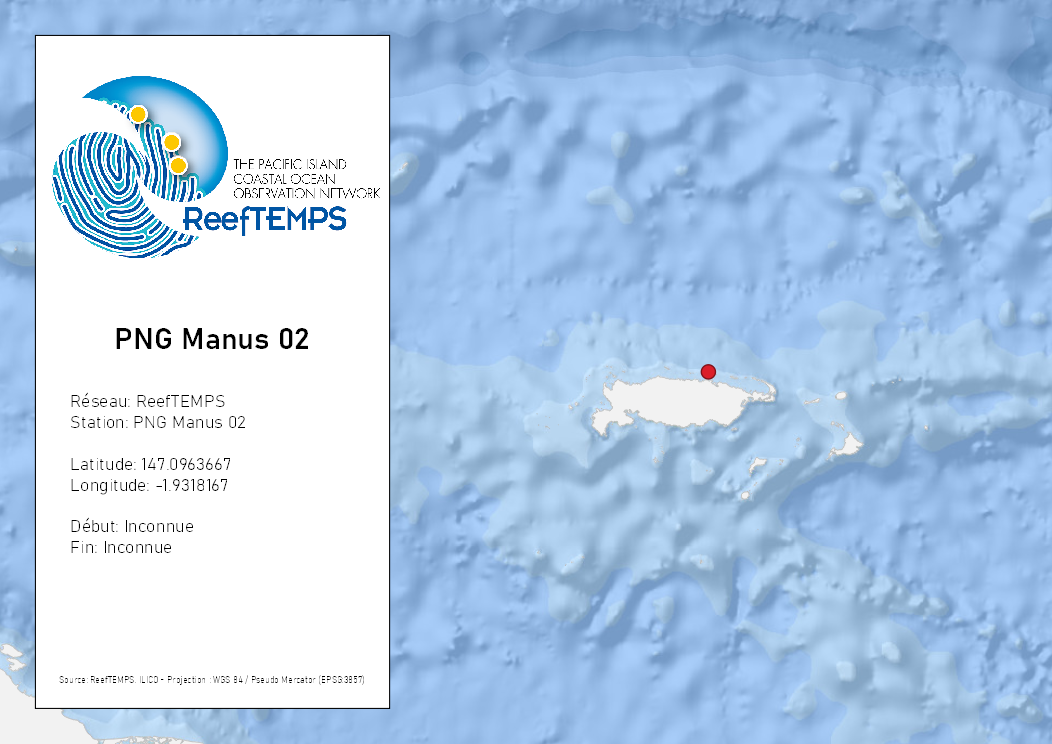 THE PACIFIC ISLAND
COASTAL OCEAN
OBSERVATION NETWORK
ReefTEMPS
PNG Manus 02
Réseau: ReefTEMPS
Station: PNG Manus 02
Latitude: 147.0963667
Longitude: -1.9318167
Début: Inconnue
Fin: Inconnue
Source: ReefTEMPS, ILICO - Projection : WGS 84 / Pseudo Mercator (EPSG:3857)